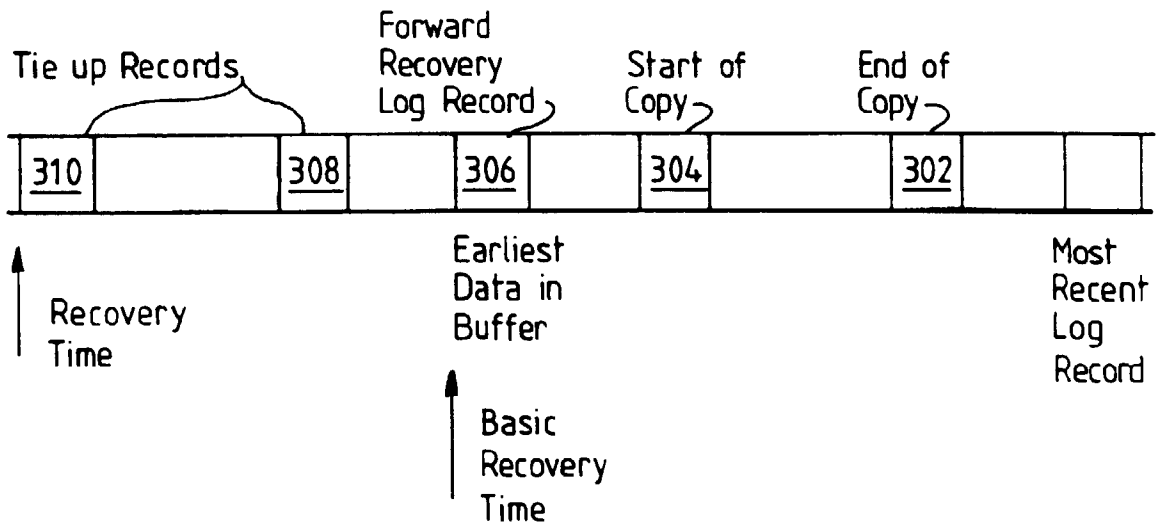 Tie up Records
Forward
Recovery
Log Record
Start of
Copy
End of
Copy
310
308
306
304
302
Recovery
Time
Earliest
Data in
Buffer
Basic
Recovery
Time
Most
Recent
Log
Record